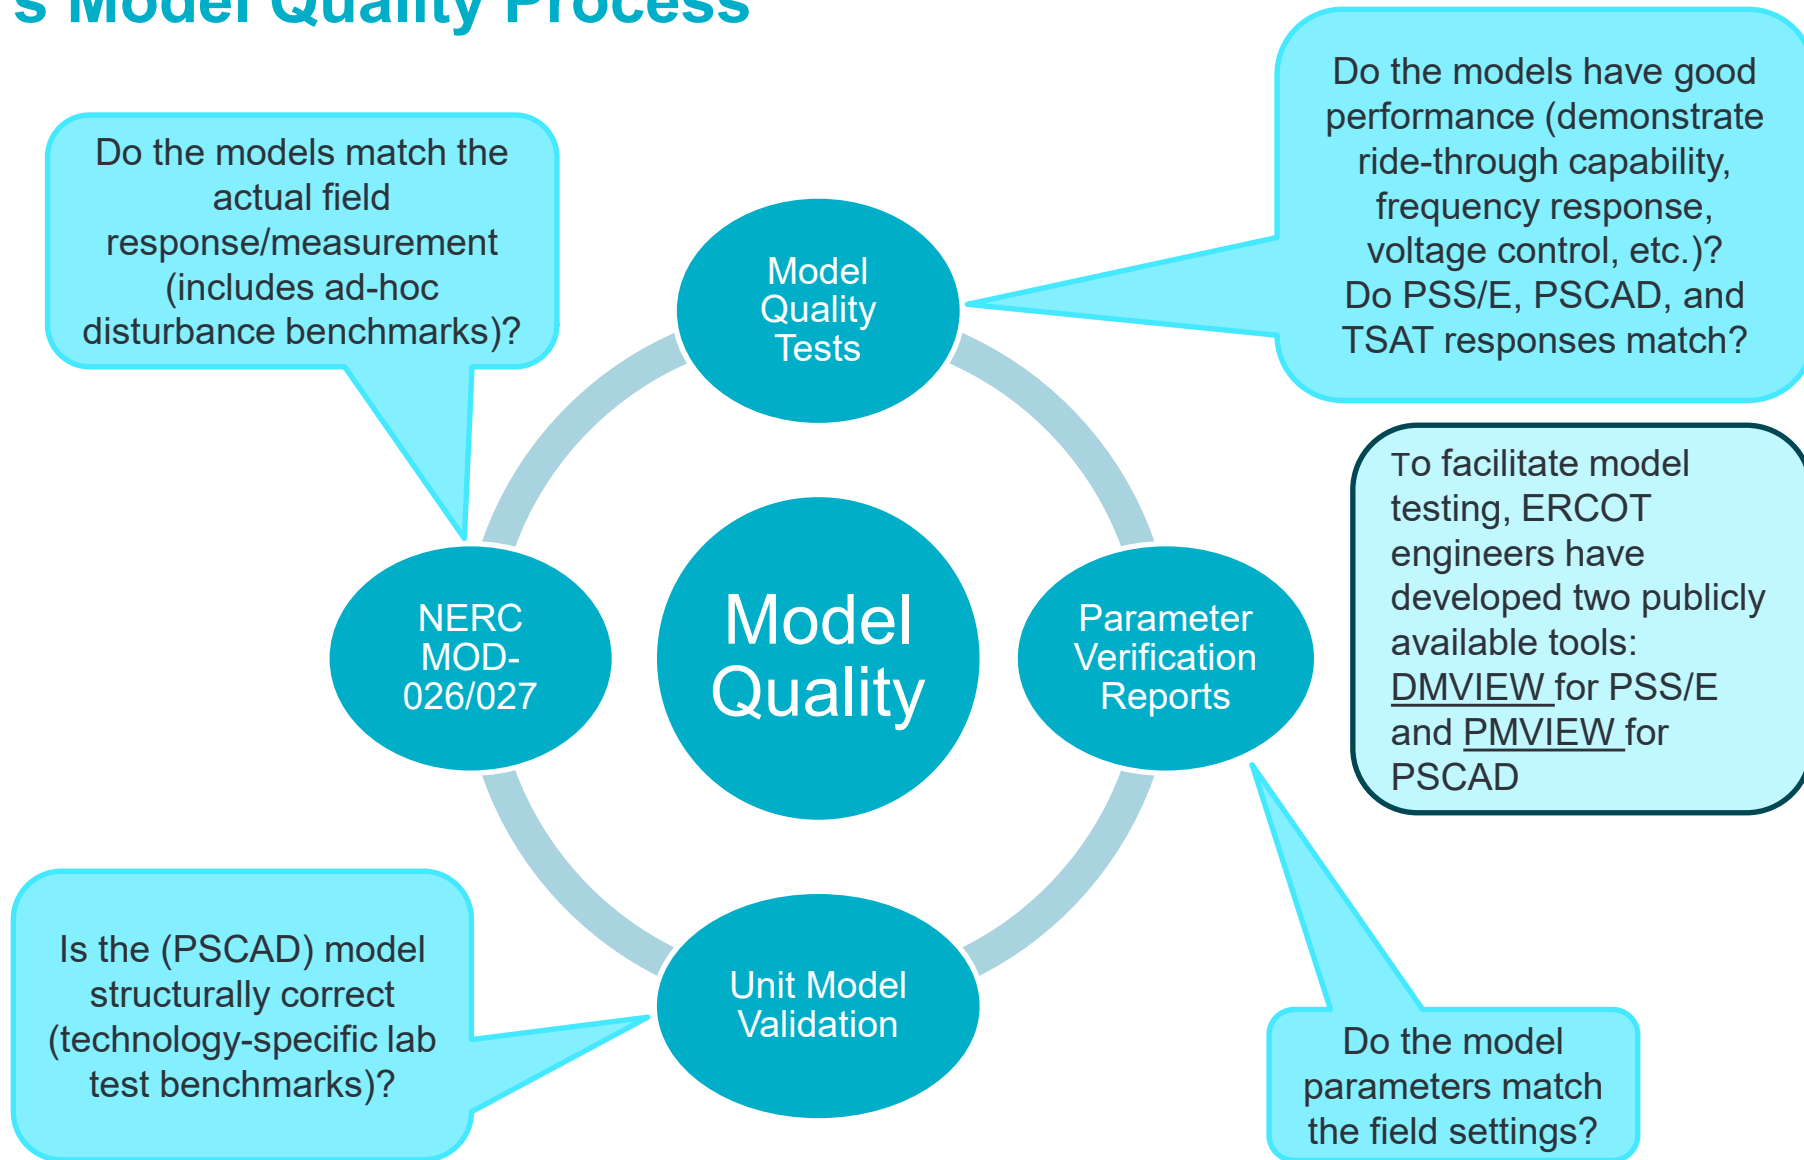 s Model Quality Process
Do the models match the
actual field
response/measurement
(includes ad-hoc
disturbance benchmarks)?
Do the models have good
performance (demonstrate
ride-through capability,
frequency response,
voltage control, etc.)?
Do PSS/E, PSCAD, and
TSAT responses match?
Model
Quality
Tests
To facilitate model
testing, ERCOT
engineers have
developed two publicly
available tools:
DMVIEW for PSS/E
and PMVIEW for
PSCAD
NERC
MOD-
026/027
Model
Quality
Parameter
Verification
Reports
Is the (PSCAD) model
structurally correct
(technology-specific lab
test benchmarks)?
Unit Model
Validation
Do the model
parameters match
the field settings?